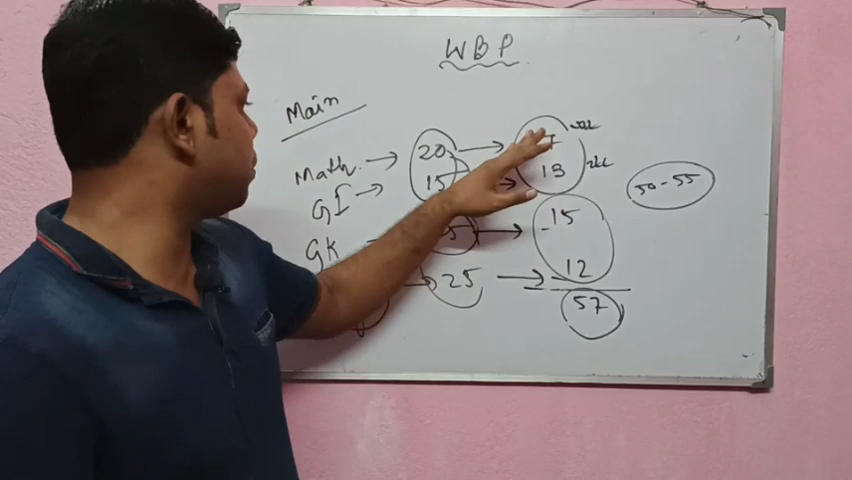 WBP
Main
Math. → 20 →
GI → 15 → 13
GK → 15
→ 25 → 12
57
50-55